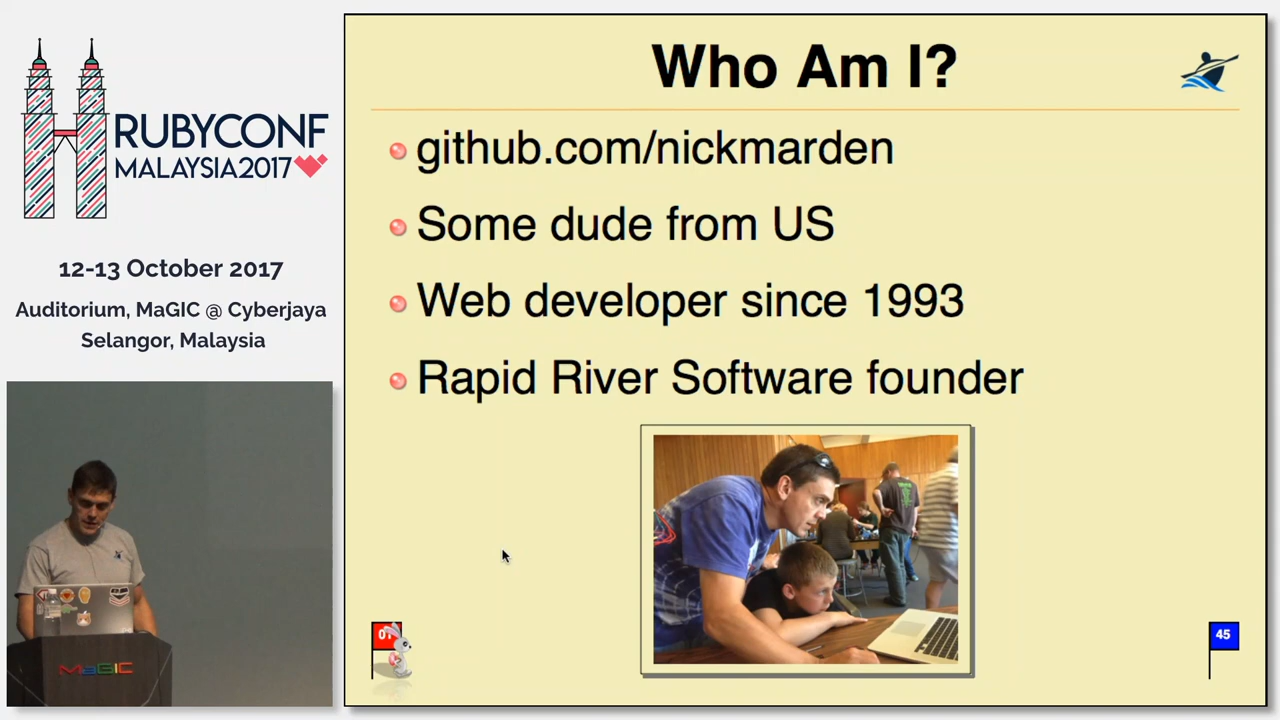 RUBYCONF
MALAYSIA2017
12-13 October 2017
Auditorium, MaGIC @ Cyberjaya
Selangor, Malaysia
MaGIC
Who Am I?
github.com/nickmarden
Some dude from US
Web developer since 1993
Rapid River Software founder
01
45